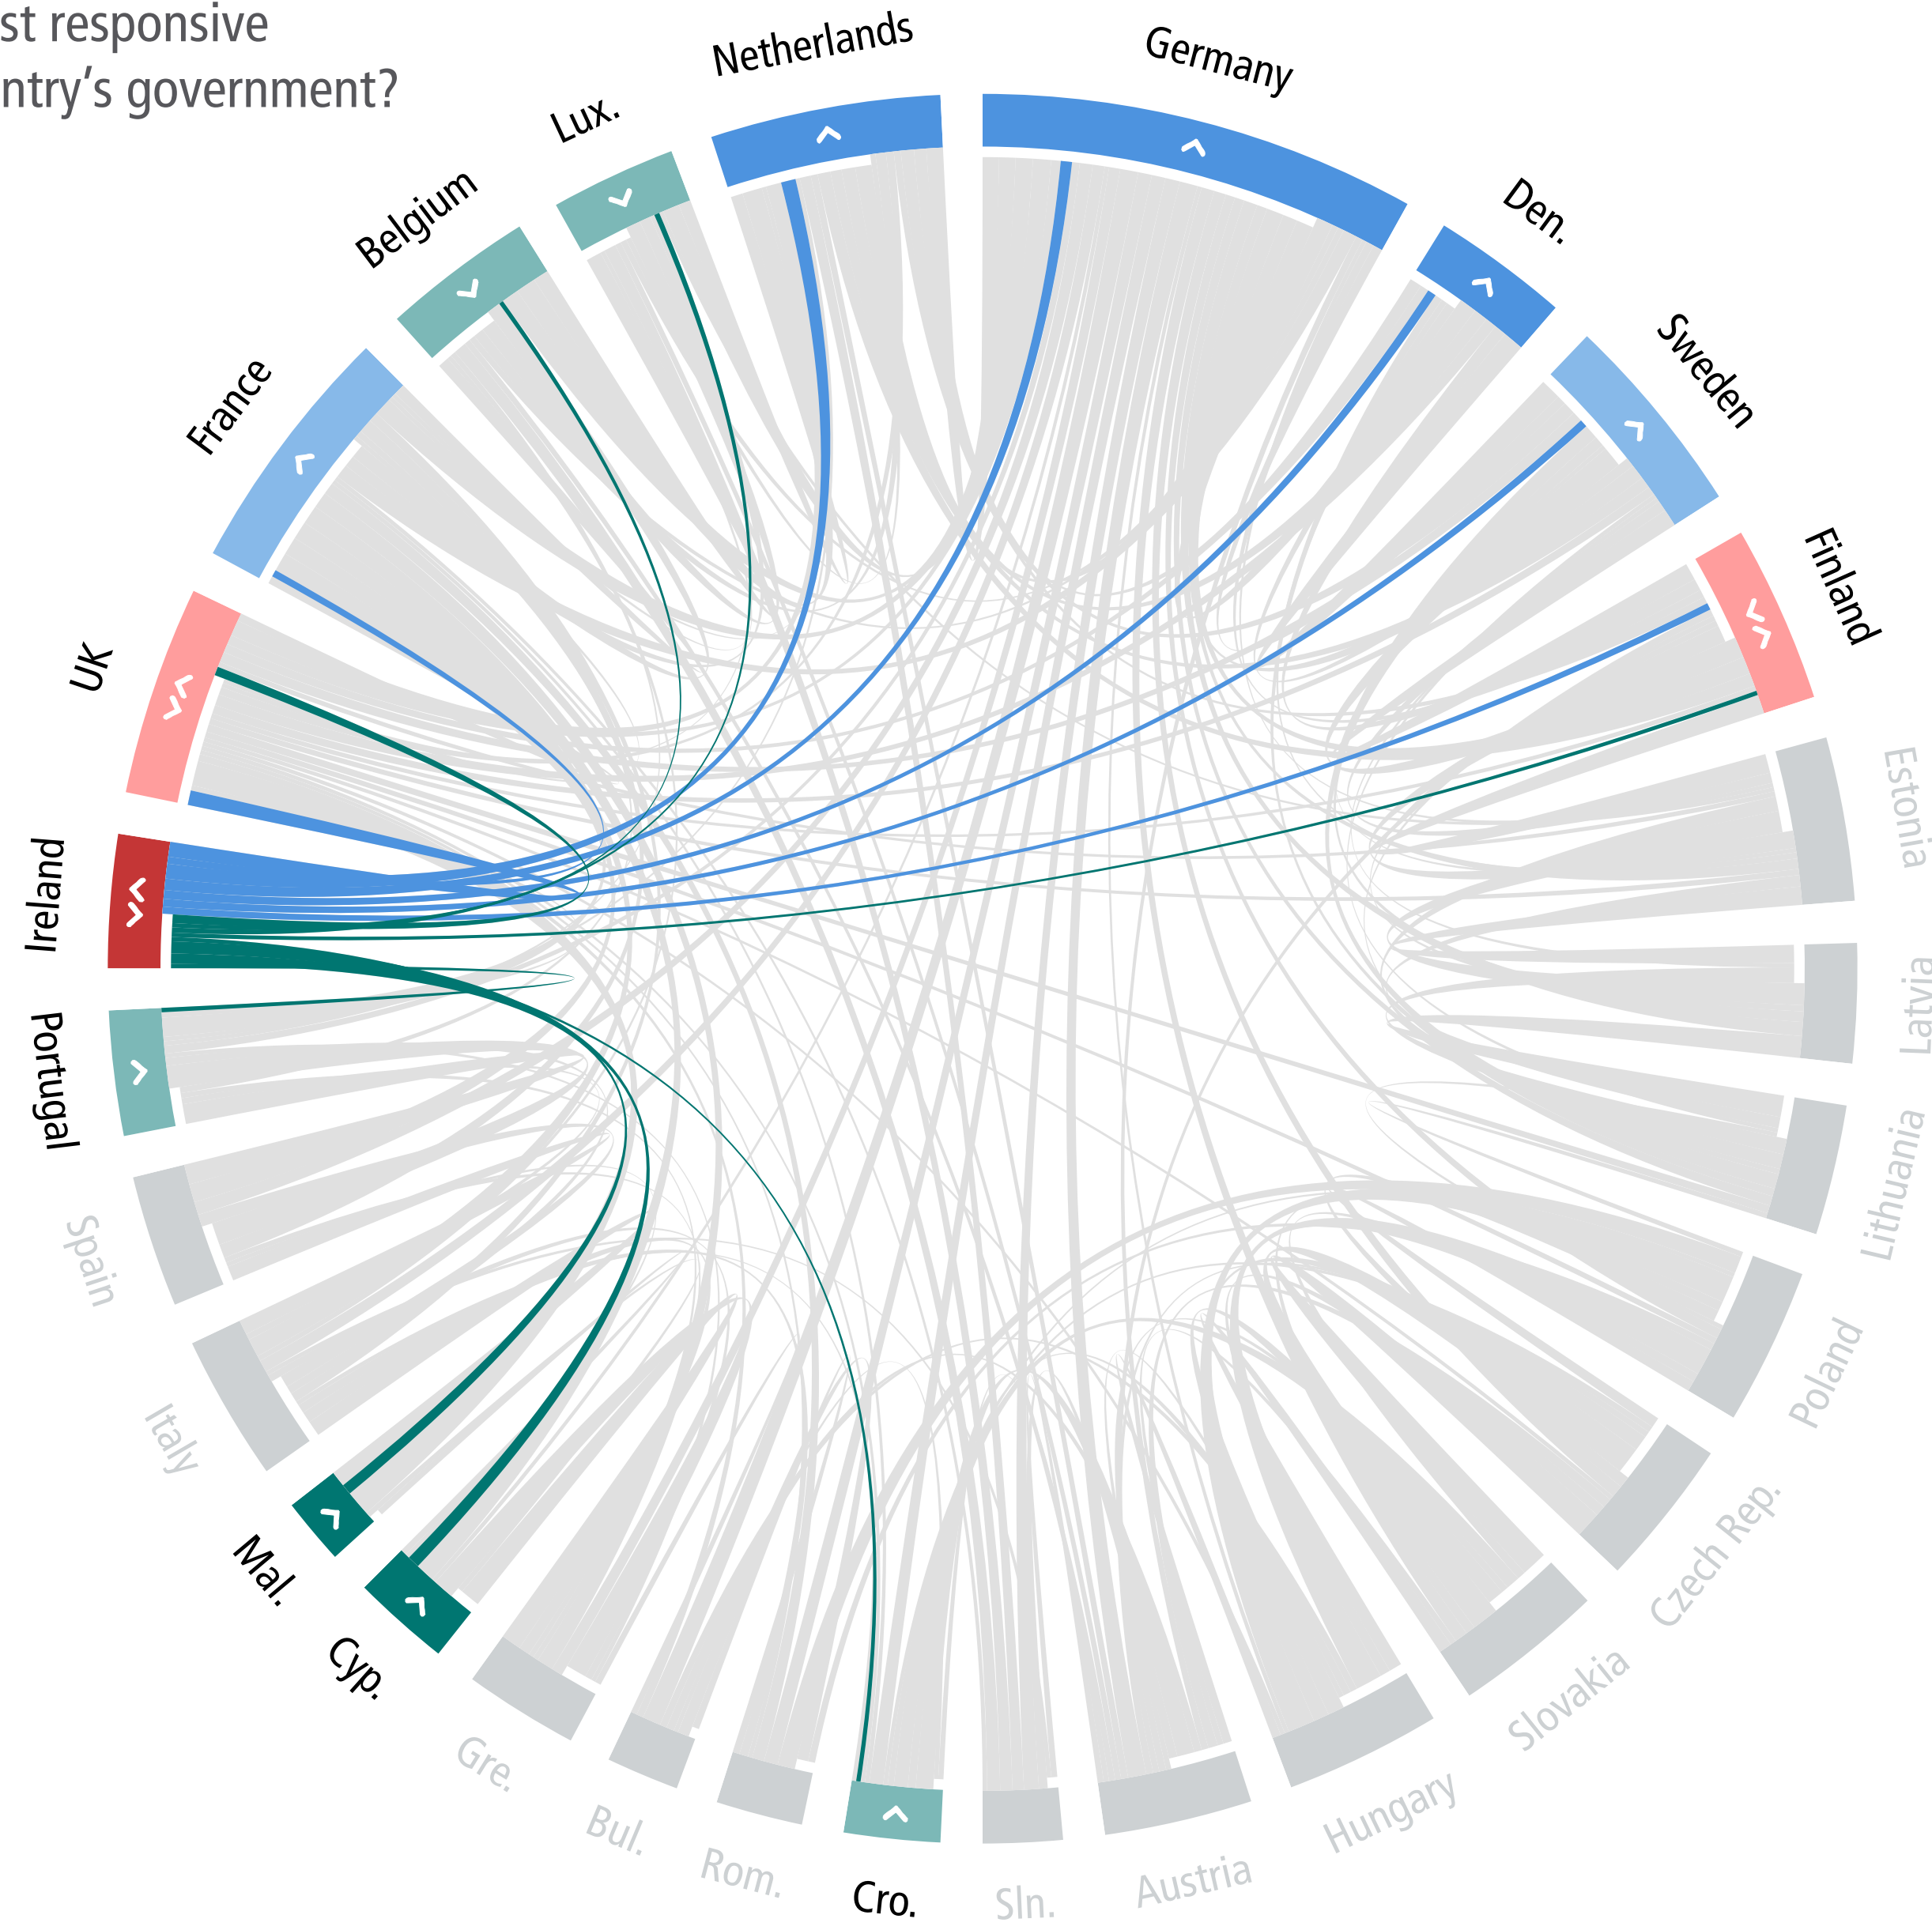 st responsive
ntry's government?
Netherlands
Germany
Den.
Sweden
Finland
Estonia
Latvia
Lithuania
Poland
Czech Rep.
Slovakia
Hungary
Austria
Sln.
Cro.
Rom.
Bul.
Gre.
Cyp.
Mal.
Italy
Spain
Portugal
Ireland
UK
France
Belgium
Lux.